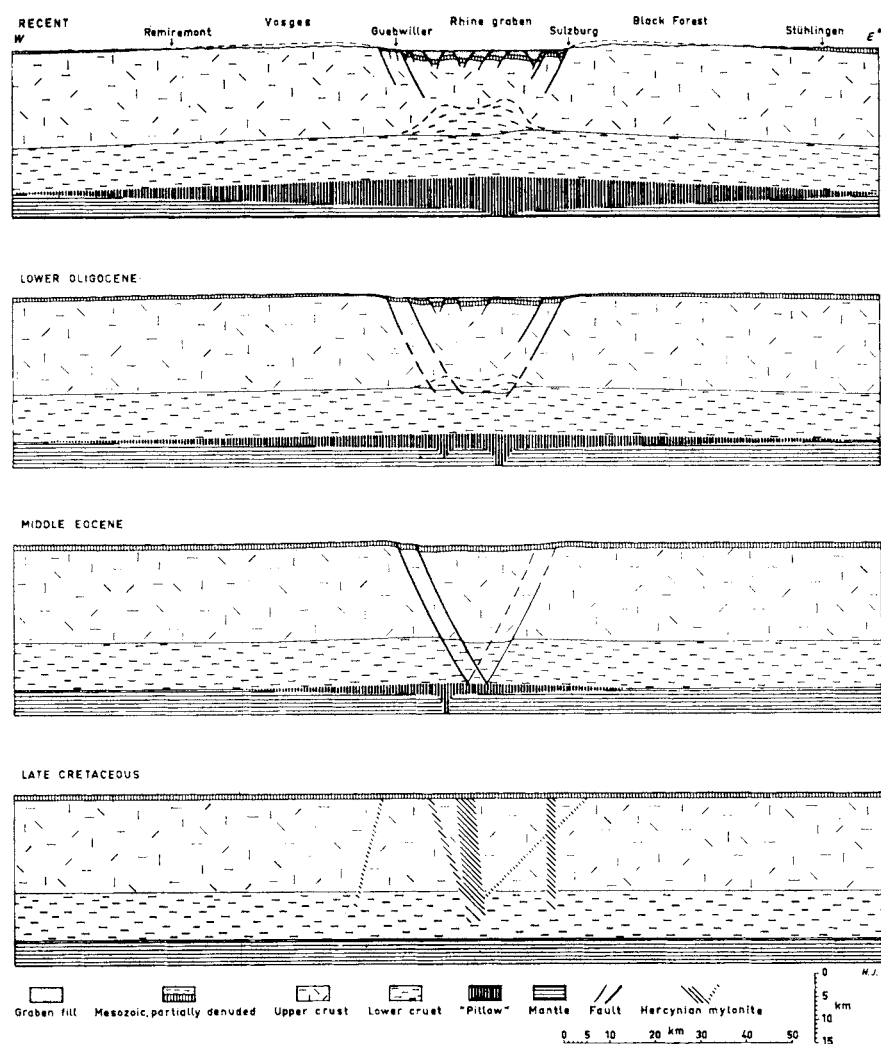 RECENT
W Remiremont Vosges Guebwiller Rhine graben Sulzburg Black Forest Stühlingen E
LOWER OLIGOCENE
MIDDLE EOCENE
LATE CRETACEOUS
Graben fill Mesozoic, partially denuded Upper crust Lower crust "Pillow" Mantle Fault Hercynian mylonite
0 5 10 20 km 30 40 50
0 5 10 15 km
H.J.